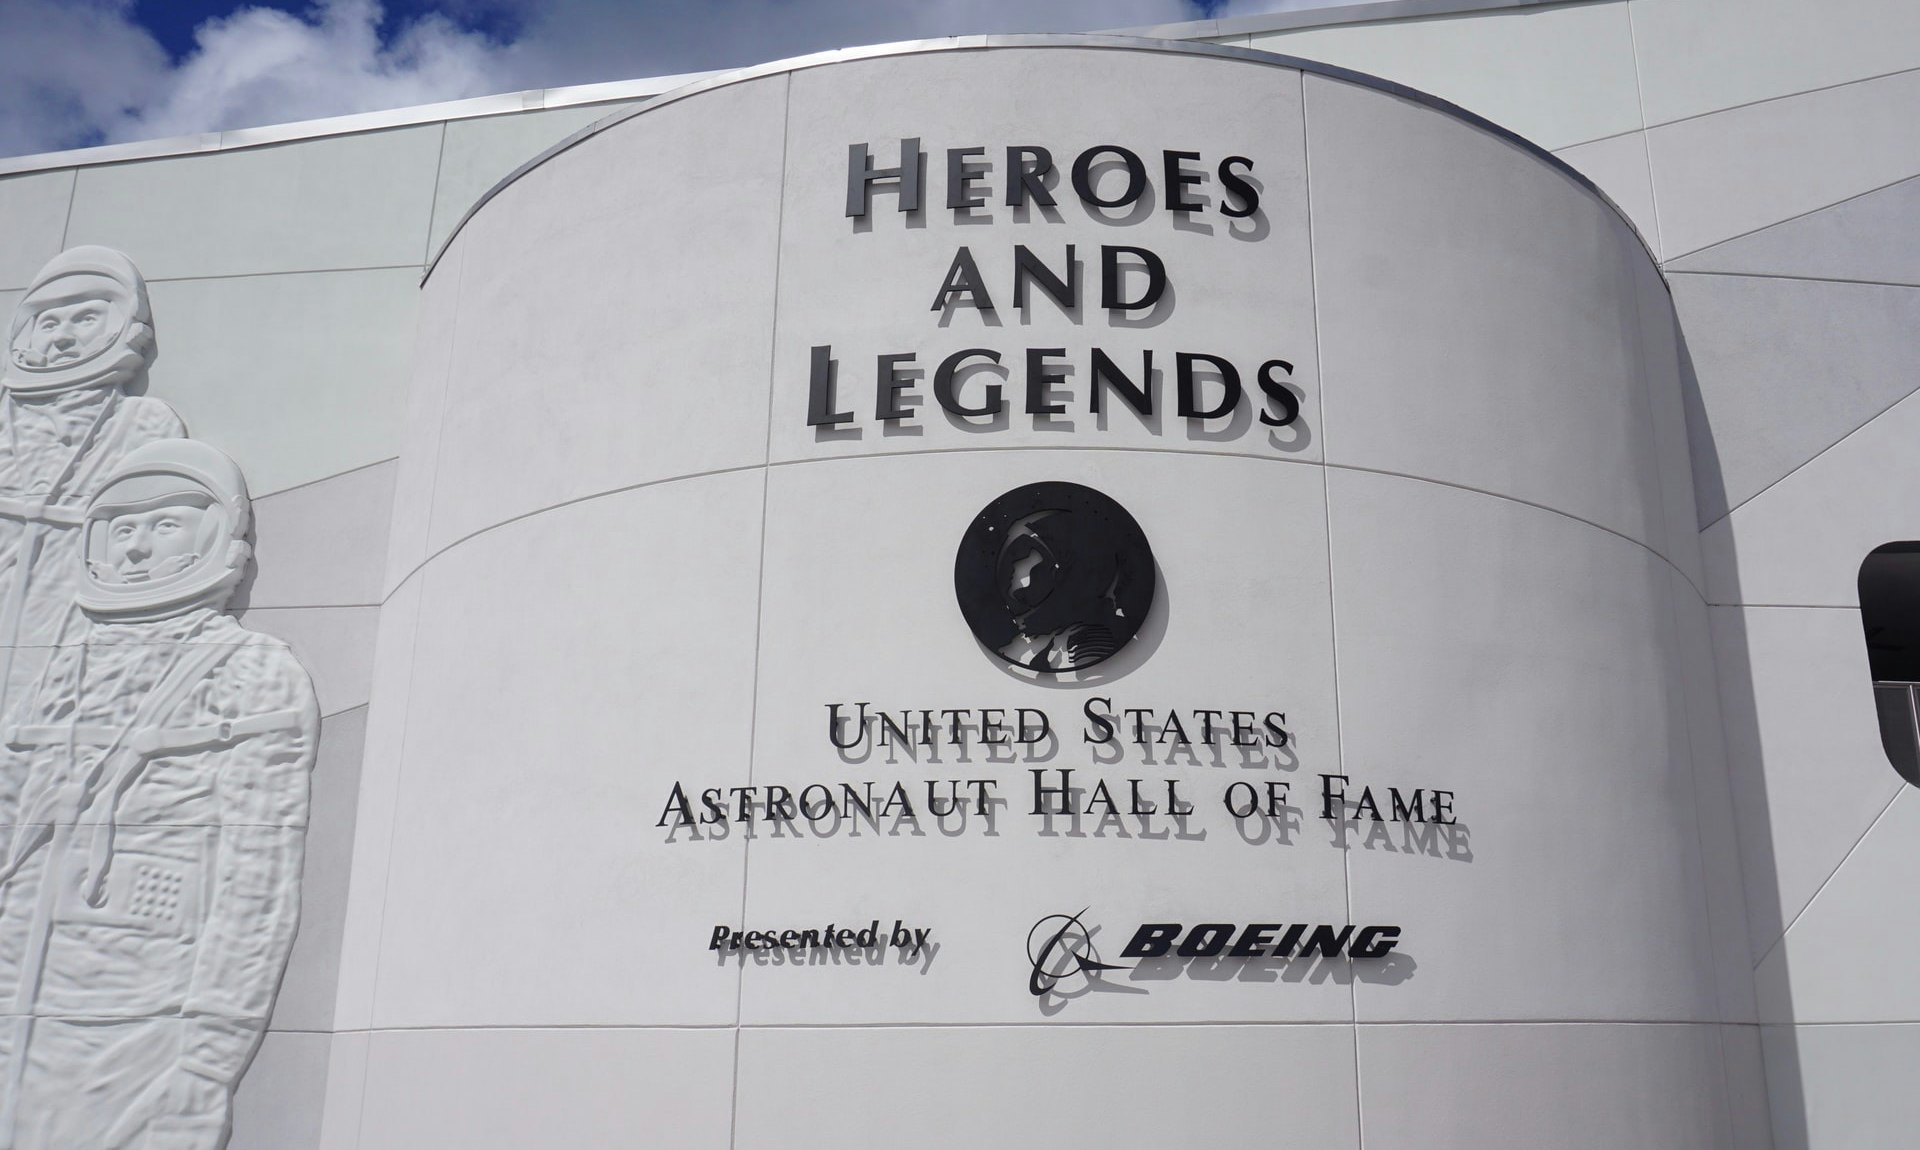 HEROES
AND
LEGENDS
UNITED STATES
ASTRONAUT HALL OF FAME
Presented by BOEING